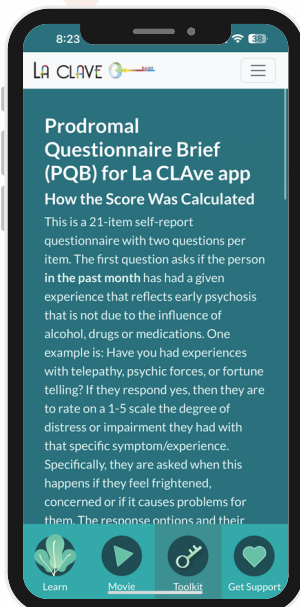 8:23
38
LA CLAVE
Prodromal
Questionnaire Brief
(PQB) for La CLAve app
How the Score Was Calculated
This is a 21-item self-report
questionnaire with two questions per
item. The first question asks if the person
in the past month has had a given
experience that reflects early psychosis
that is not due to the influence of
alcohol, drugs or medications. One
example is: Have you had experiences
with telepathy, psychic forces, or fortune
telling? If they respond yes, then they are
to rate on a 1-5 scale the degree of
distress or impairment they had with
that specific symptom/experience.
Specifically, they are asked when this
happens if they feel frightened,
concerned or if it causes problems for
them. The response options and their
Learn
Movie
Toolkit
Get Support